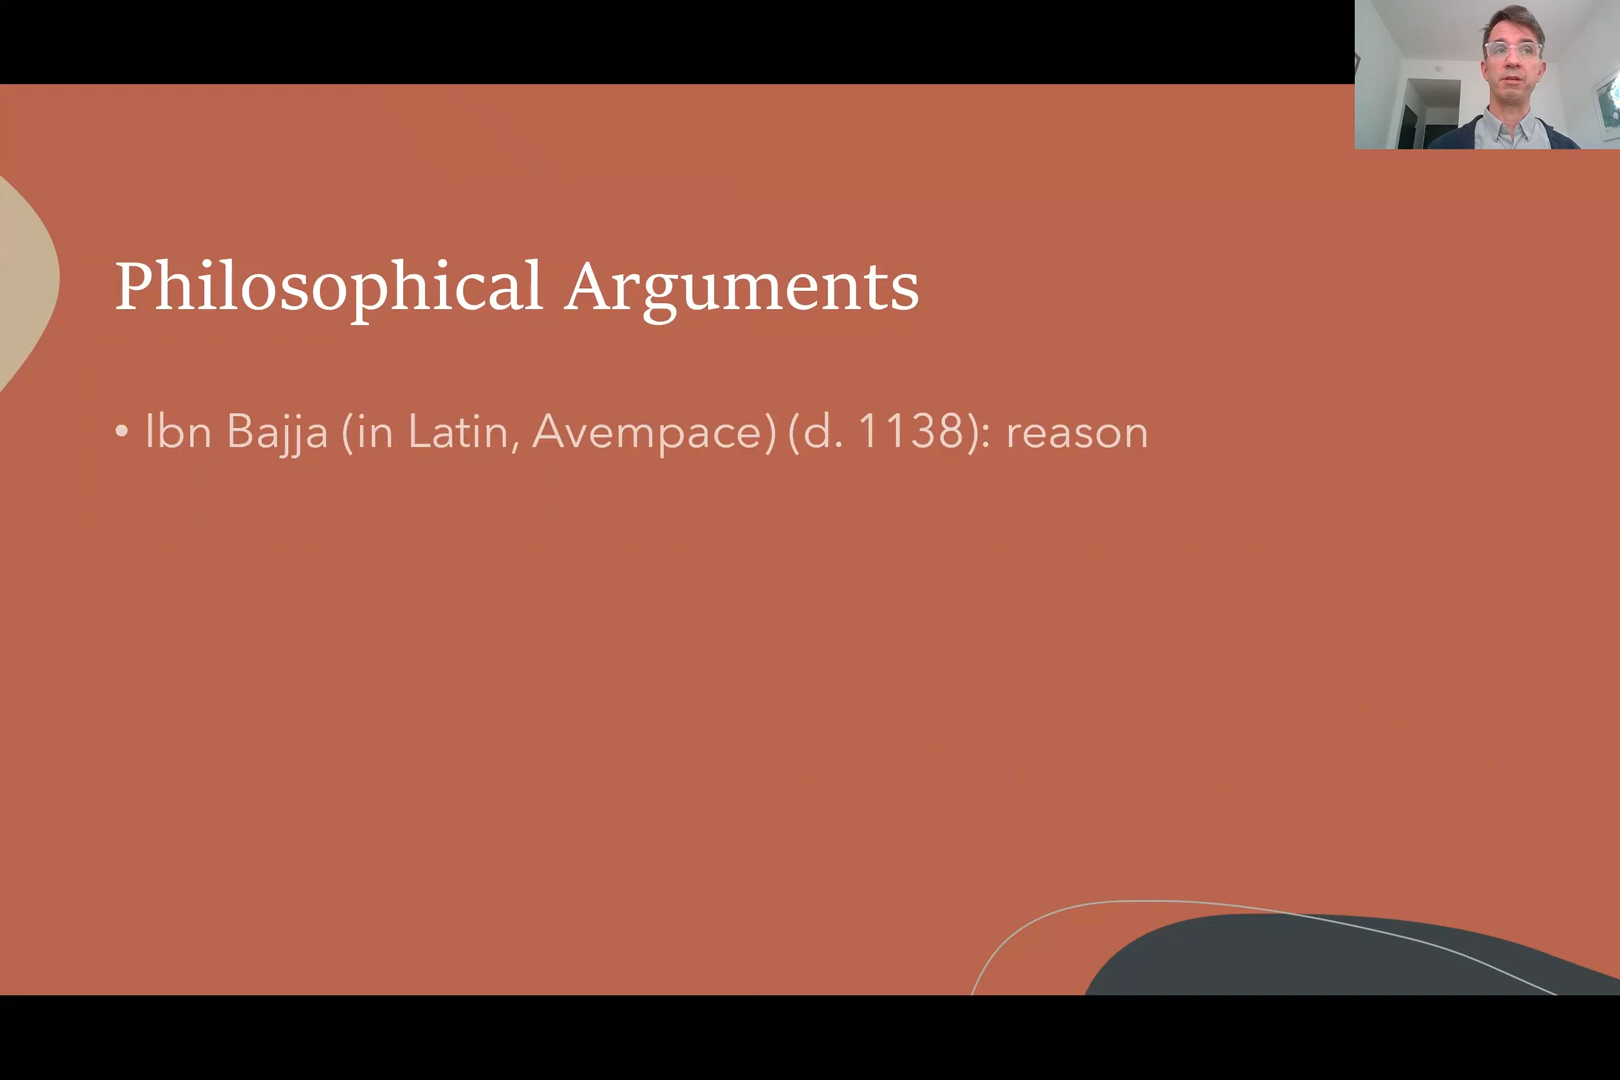 Philosophical Arguments
• Ibn Bajja (in Latin, Avempace) (d. 1138): reason